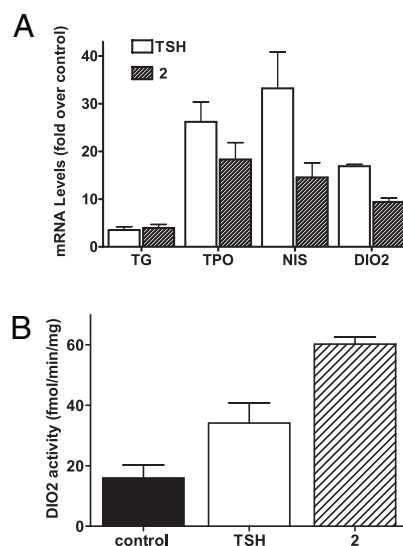 A
TSH
2
mRNA Levels (fold over control)
40
30
20
10
0
TG TPO NIS DIO2
B
DIO2 activity (fmol/min/mg)
60
40
20
0
control TSH 2